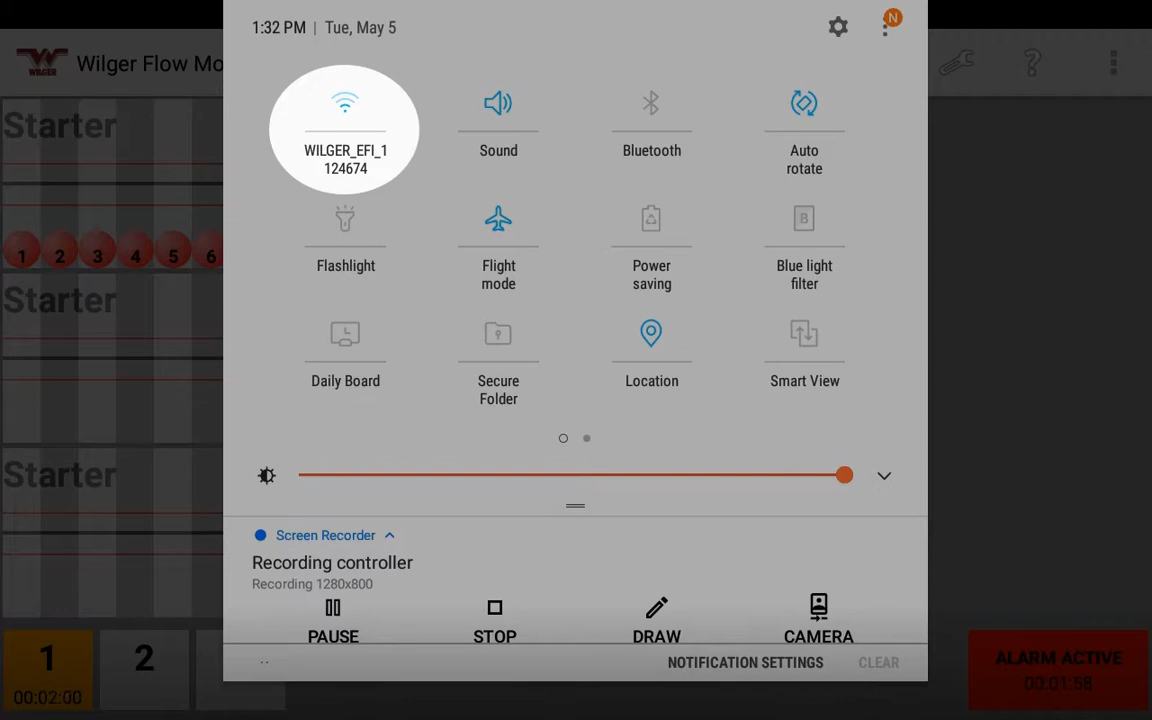 1:32 PM | Tue, May 5
N
WILGER
Wilger Flow Mo
WILGER_EFI_1
124674
Sound
Bluetooth
Auto
rotate
Flashlight
Flight
mode
Power
saving
B
Blue light
filter
Daily Board
Secure
Folder
Location
Smart View
Starter
1 2 3 4 5 6
Starter
Starter
Screen Recorder
Recording controller
Recording 1280x800
PAUSE
STOP
DRAW
CAMERA
NOTIFICATION SETTINGS
CLEAR
1
00:02:00
2
ALARM ACTIVE
00:01:58